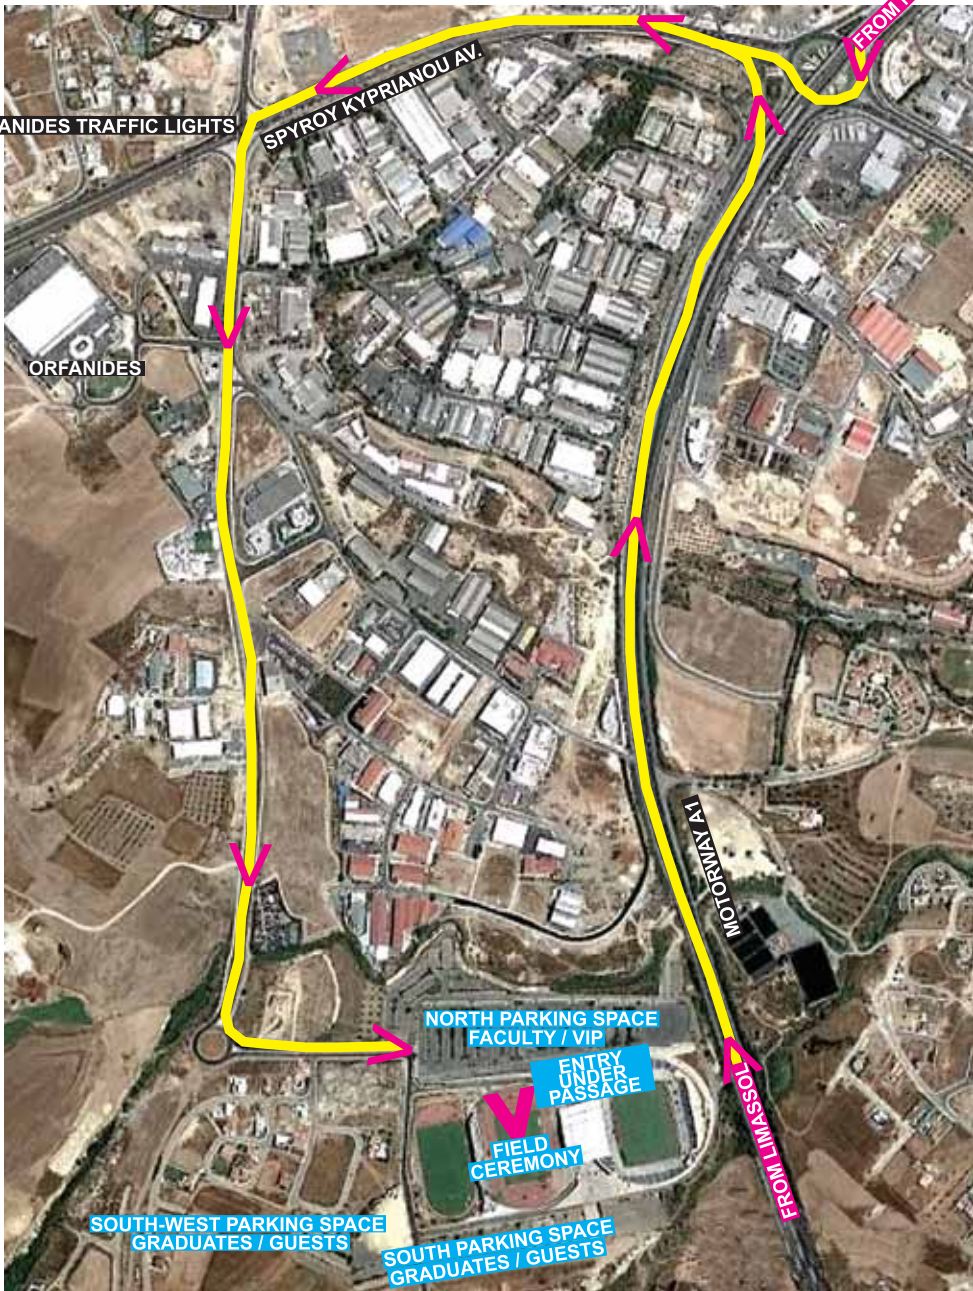 FROM
SPYROY KYPRIANOU AV.
ANIDES TRAFFIC LIGHTS
ORFANIDES
MOTORWAY A1
NORTH PARKING SPACE
FACULTY / VIP
ENTRY
UNDER
PASSAGE
FIELD
CEREMONY
FROM LIMASSOL
SOUTH-WEST PARKING SPACE
GRADUATES / GUESTS
SOUTH PARKING SPACE
GRADUATES / GUESTS